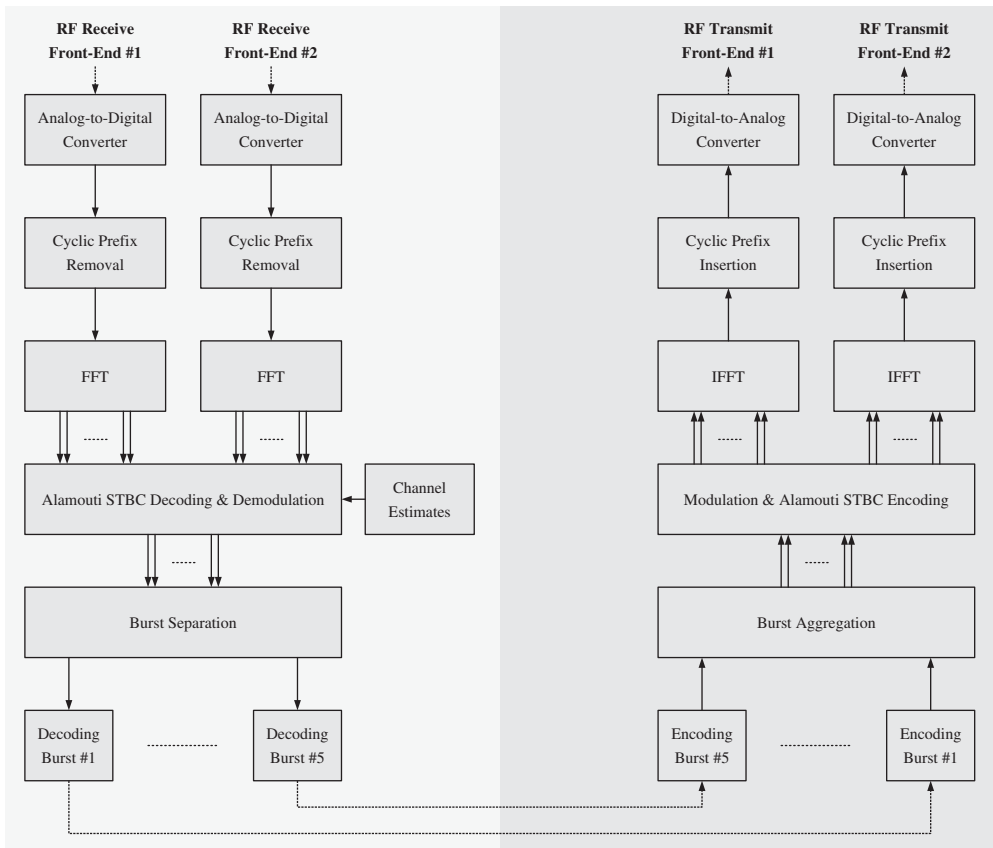 RF Receive
Front-End #1
RF Receive
Front-End #2
RF Transmit
Front-End #1
RF Transmit
Front-End #2
Analog-to-Digital
Converter
Analog-to-Digital
Converter
Digital-to-Analog
Converter
Digital-to-Analog
Converter
Cyclic Prefix
Removal
Cyclic Prefix
Removal
Cyclic Prefix
Insertion
Cyclic Prefix
Insertion
FFT
FFT
IFFT
IFFT
Alamouti STBC Decoding & Demodulation
Channel
Estimates
Modulation & Alamouti STBC Encoding
Burst Separation
Burst Aggregation
Decoding
Burst #1
Decoding
Burst #5
Encoding
Burst #5
Encoding
Burst #1